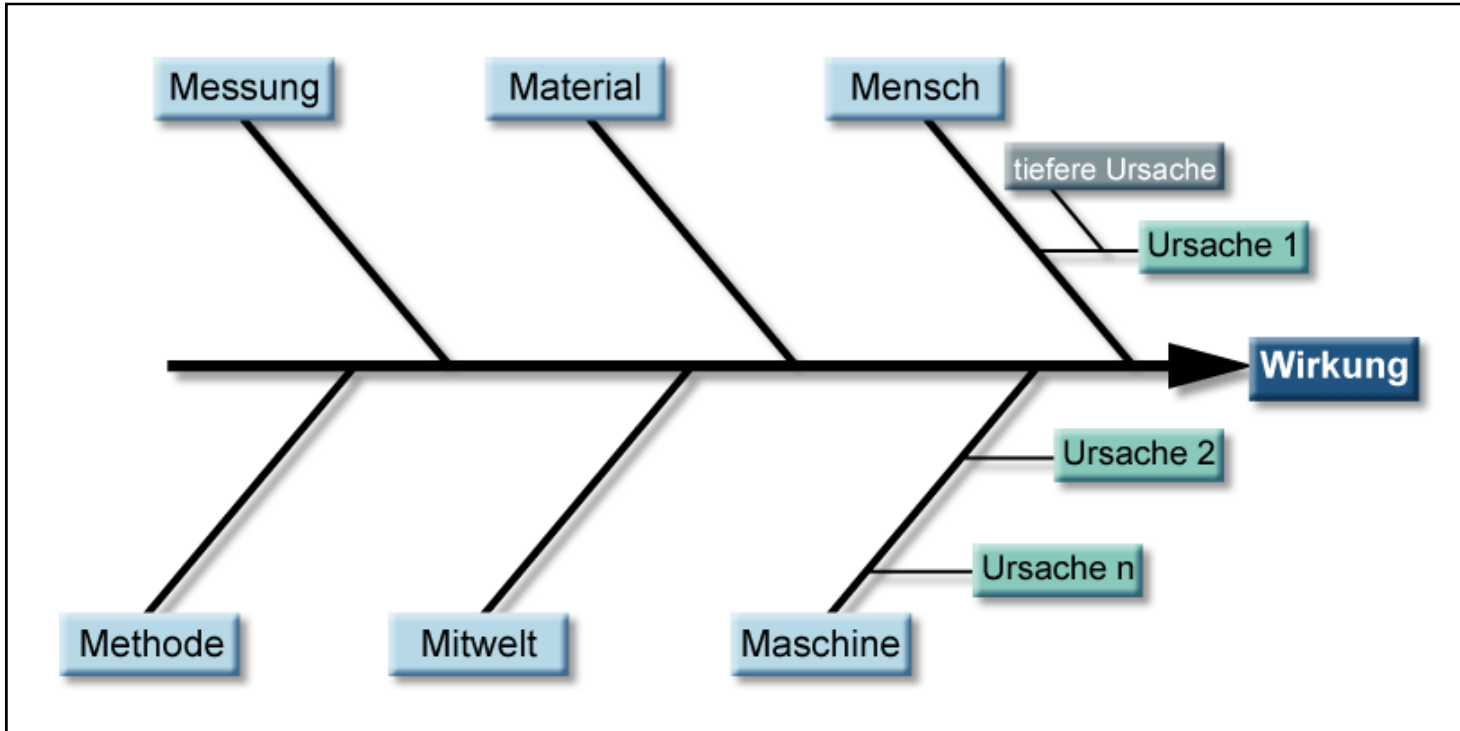 Messung
Material
Mensch
tiefere Ursache
Ursache 1
Wirkung
Ursache 2
Ursache n
Methode
Mitwelt
Maschine